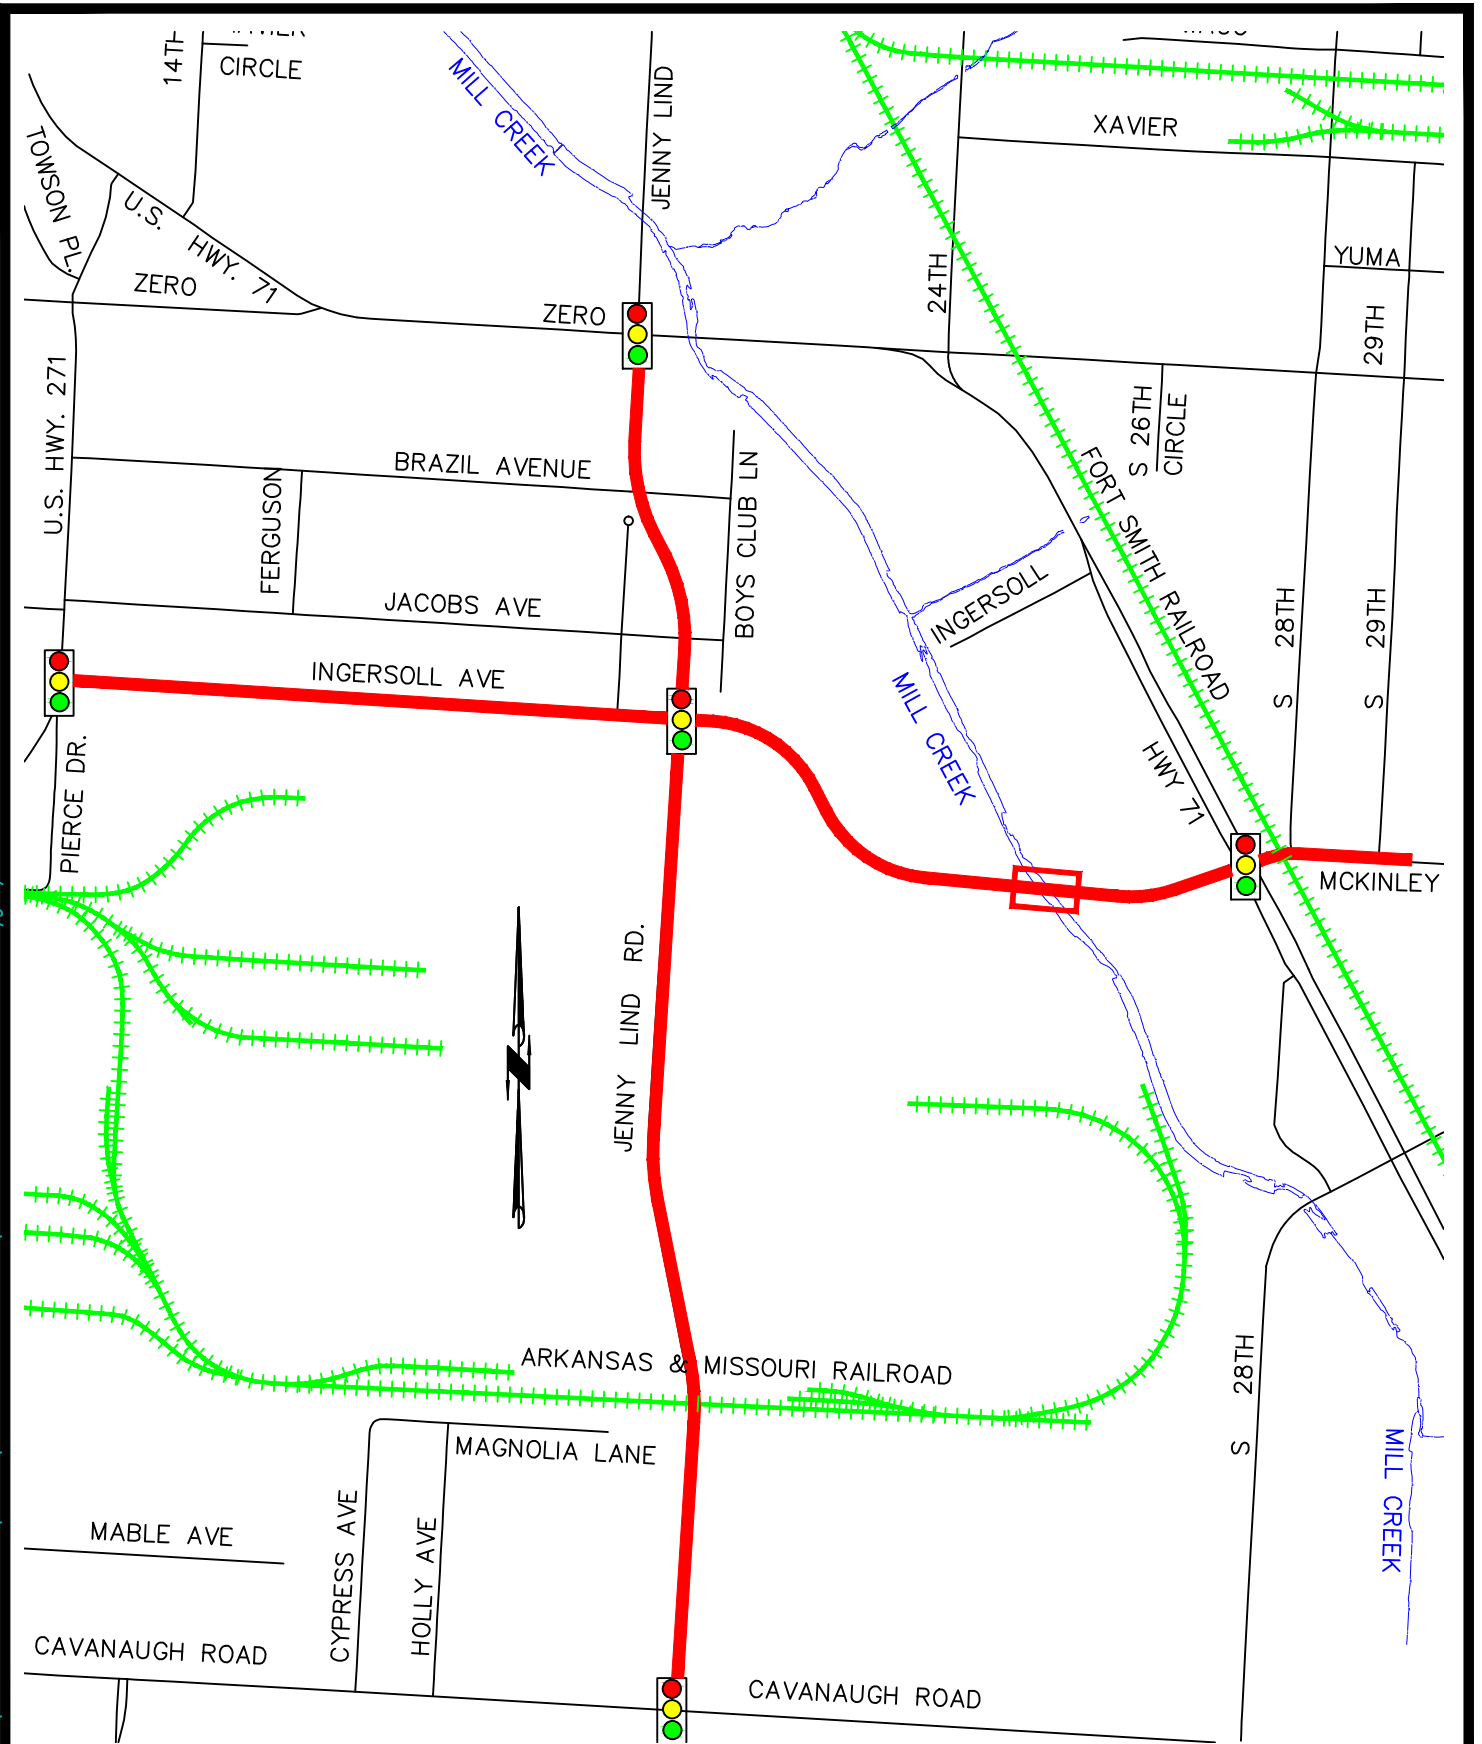 14TH
CIRCLE
MILL CREEK
JENNY LIND
XAVIER
TOWSON PL.
U.S. HWY. 71
ZERO
ZERO
24TH
YUMA
29TH
U.S. HWY. 271
S 26TH
CIRCLE
BRAZIL AVENUE
FERGUSON
BOYS CLUB LN
FORT SMITH RAILROAD
JACOBS AVE
INGERSOLL
S 28TH
S 29TH
INGERSOLL AVE
MILL CREEK
HWY 71
PIERCE DR.
MCKINLEY
JENNY LIND RD.
ARKANSAS & MISSOURI RAILROAD
S 28TH
MAGNOLIA LANE
MILL CREEK
MABLE AVE
CYPRESS AVE
HOLLY AVE
CAVANAUGH ROAD
CAVANAUGH ROAD